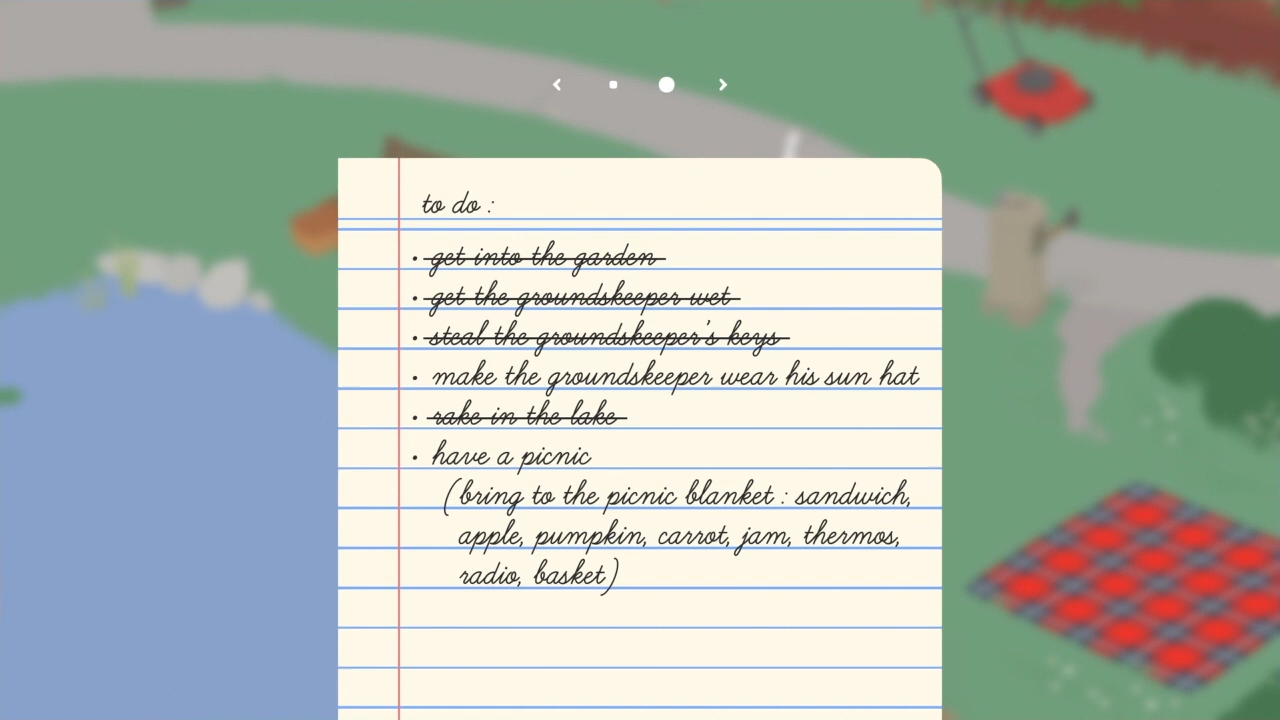 to do :
• get into the garden
• get the groundskeeper wet
• steal the groundskeeper's keys
• make the groundskeeper wear his sun hat
• rake in the lake
• have a picnic
(bring to the picnic blanket : sandwich,
apple, pumpkin, carrot, jam, thermos,
radio, basket)